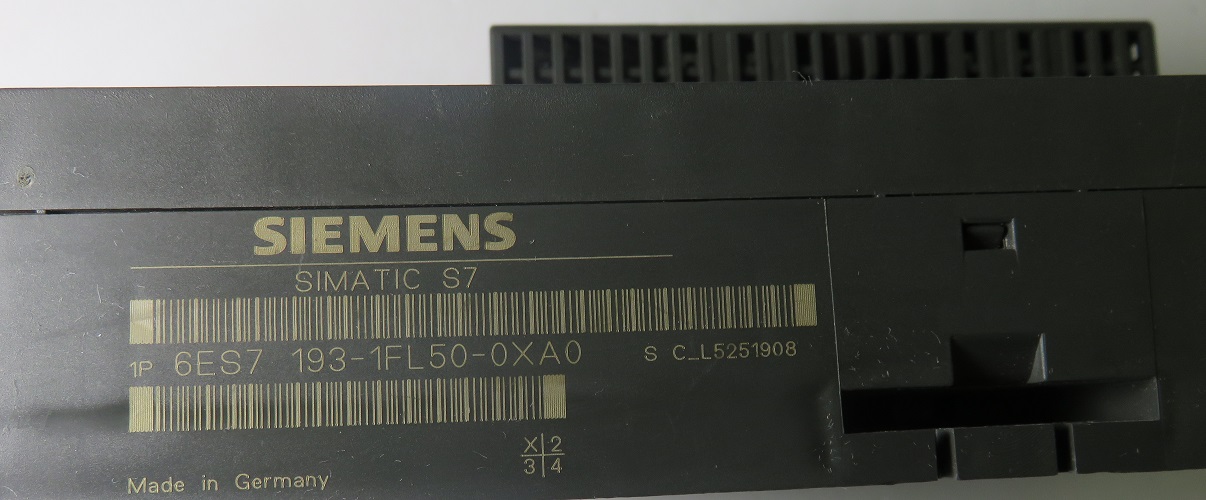 SIEMENS
SIMATIC S7
1P 6ES7 193-1FL50-0XA0 S C_L5251908
X 2
3 4
Made in Germany